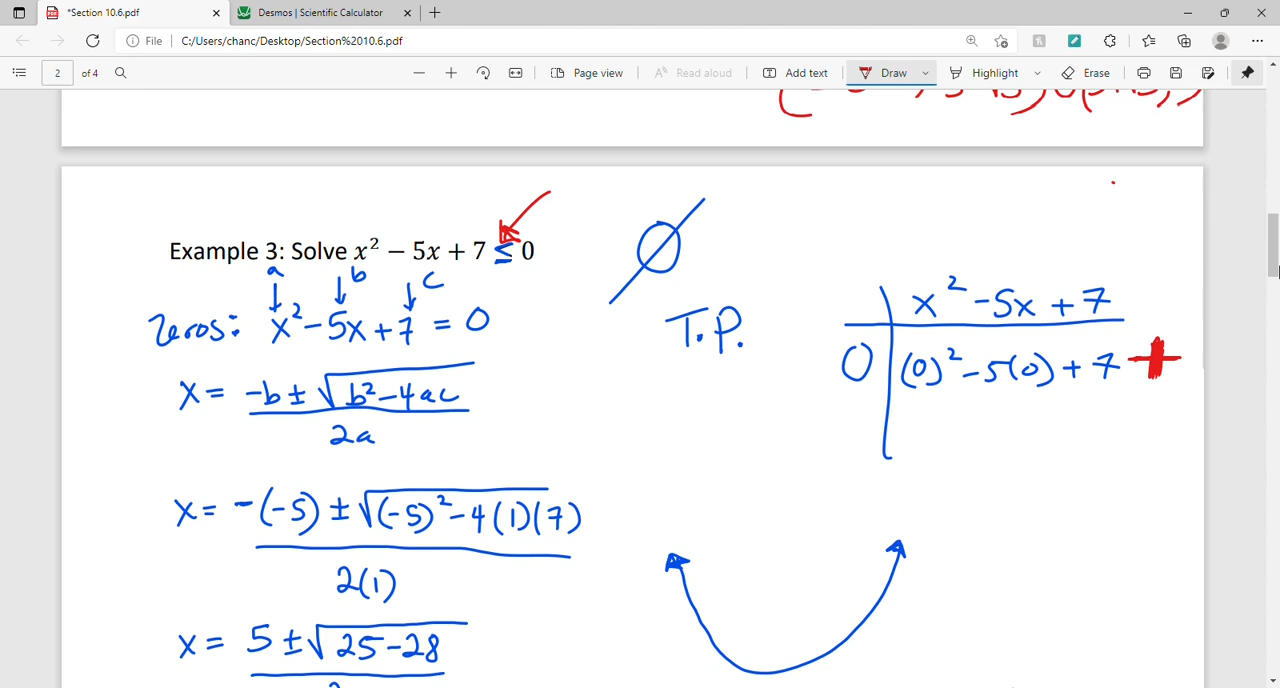 *Section 10.6.pdf
Desmos | Scientific Calculator
File
C:/Users/chanc/Desktop/Section%2010.6.pdf
2 of 4
Page view
Read aloud
Add text
Draw
Highlight
Erase
Example 3: Solve x² − 5x + 7 ≤ 0
a b c
zeros: x² - 5x + 7 = 0
x = -b ± √b² - 4ac
2a
x = -(-5) ± √(-5)² - 4(1)(7)
2(1)
x = 5 ± √25 - 28
∅
T.P.
x² - 5x + 7
0 (0)² - 5(0) + 7 +